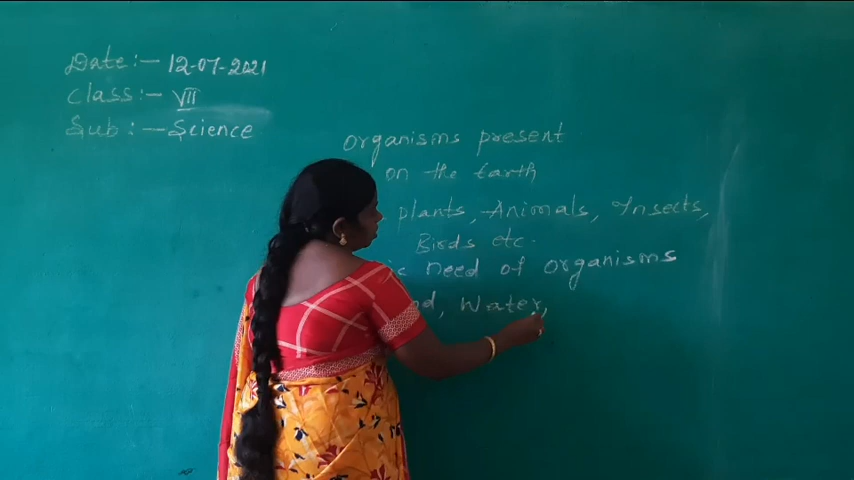 Date:- 12-07-2021
Class:- VII
Sub:- Science
Organisms present
on the Earth
plants, Animals, Insects,
Birds etc.
need of organisms
Water,